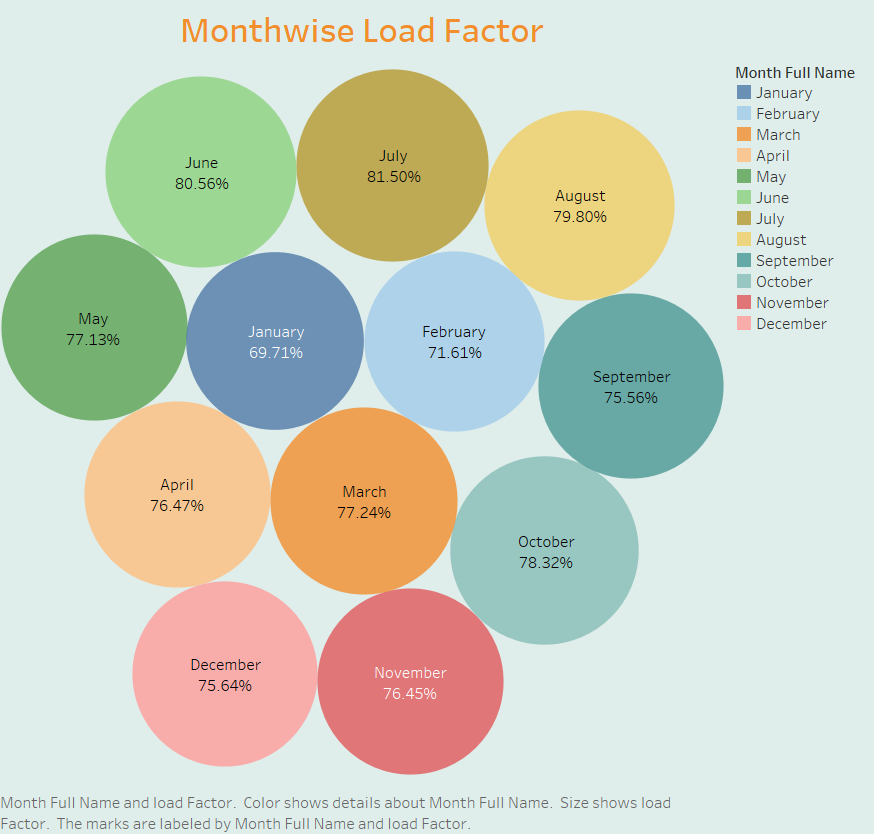 Monthwise Load Factor
Month Full Name
January
February
March
April
May
June
July
August
September
October
November
December
June
80.56%
July
81.50%
August
79.80%
May
77.13%
January
69.71%
February
71.61%
September
75.56%
April
76.47%
March
77.24%
October
78.32%
December
75.64%
November
76.45%
Month Full Name and load Factor.  Color shows details about Month Full Name.  Size shows load
Factor.  The marks are labeled by Month Full Name and load Factor.